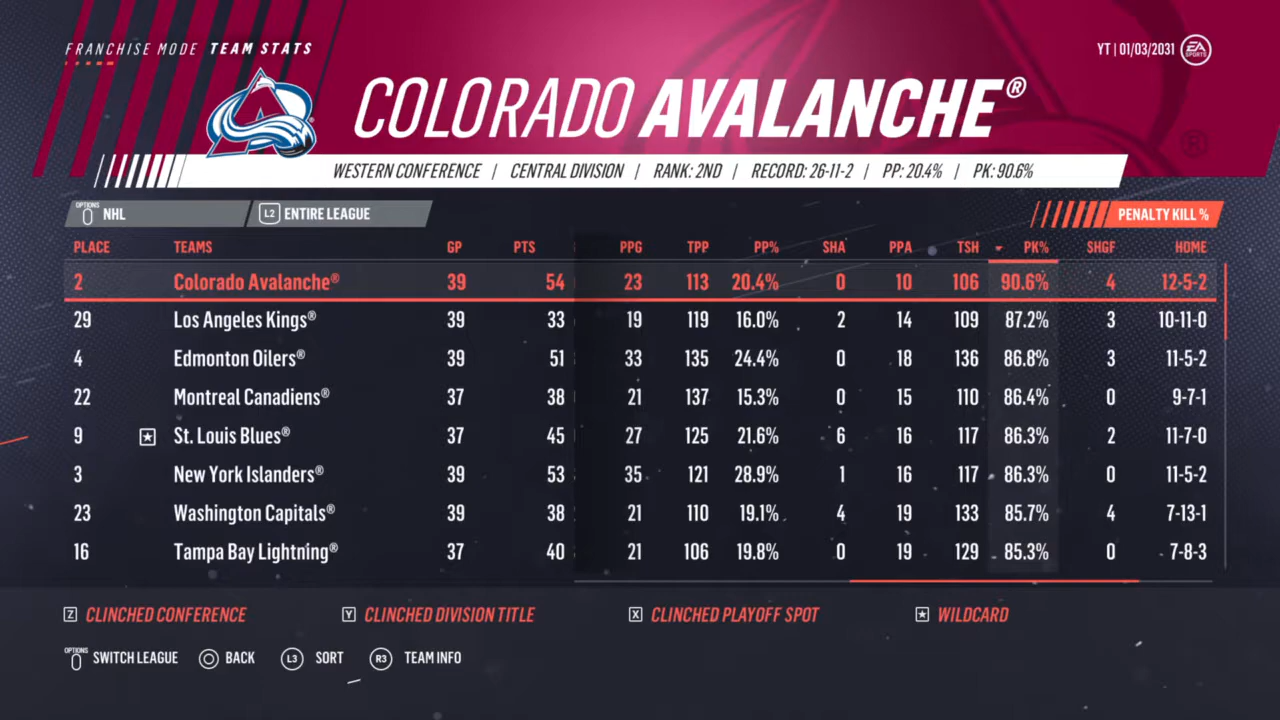 FRANCHISE MODE TEAM STATS
YT | 01/03/2031 EA SPORTS
COLORADO AVALANCHE®
WESTERN CONFERENCE / CENTRAL DIVISION / RANK: 2ND / RECORD: 26-11-2 / PP: 20.4% / PK: 90.6%
OPTIONS NHL L2 ENTIRE LEAGUE PENALTY KILL %
PLACE TEAMS GP PTS PPG TPP PP% SHA PPA TSH PK% SHGF HOME
2 Colorado Avalanche® 39 54 23 113 20.4% 0 10 106 90.6% 4 12-5-2
29 Los Angeles Kings® 39 33 19 119 16.0% 2 14 109 87.2% 3 10-11-0
4 Edmonton Oilers® 39 51 33 135 24.4% 0 18 136 86.8% 3 11-5-2
22 Montreal Canadiens® 37 38 21 137 15.3% 0 15 110 86.4% 0 9-7-1
9 St. Louis Blues® 37 45 27 125 21.6% 6 16 117 86.3% 2 11-7-0
3 New York Islanders® 39 53 35 121 28.9% 1 16 117 86.3% 0 11-5-2
23 Washington Capitals® 39 38 21 110 19.1% 4 19 133 85.7% 4 7-13-1
16 Tampa Bay Lightning® 37 40 21 106 19.8% 0 19 129 85.3% 0 7-8-3
Z CLINCHED CONFERENCE Y CLINCHED DIVISION TITLE X CLINCHED PLAYOFF SPOT ★ WILDCARD
OPTIONS SWITCH LEAGUE BACK L3 SORT R3 TEAM INFO